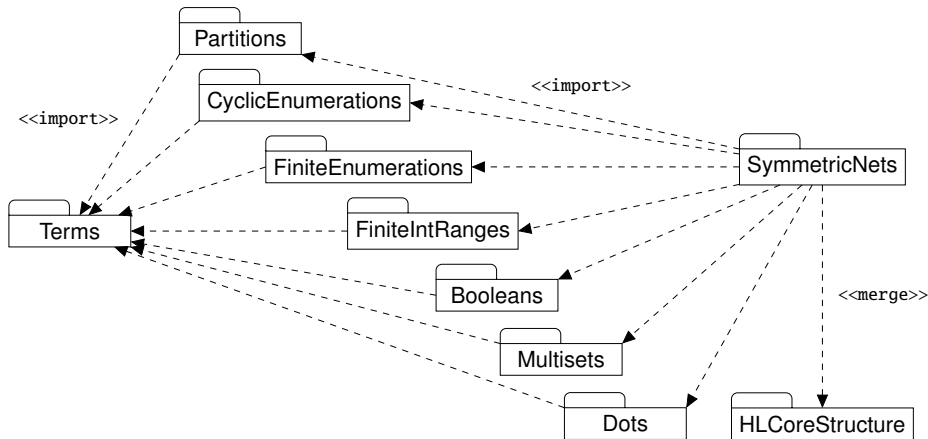 Partitions
<<import>>
CyclicEnumerations
<<import>>
FiniteEnumerations
SymmetricNets
Terms
FiniteIntRanges
Booleans
<<merge>>
Multisets
Dots
HLCoreStructure